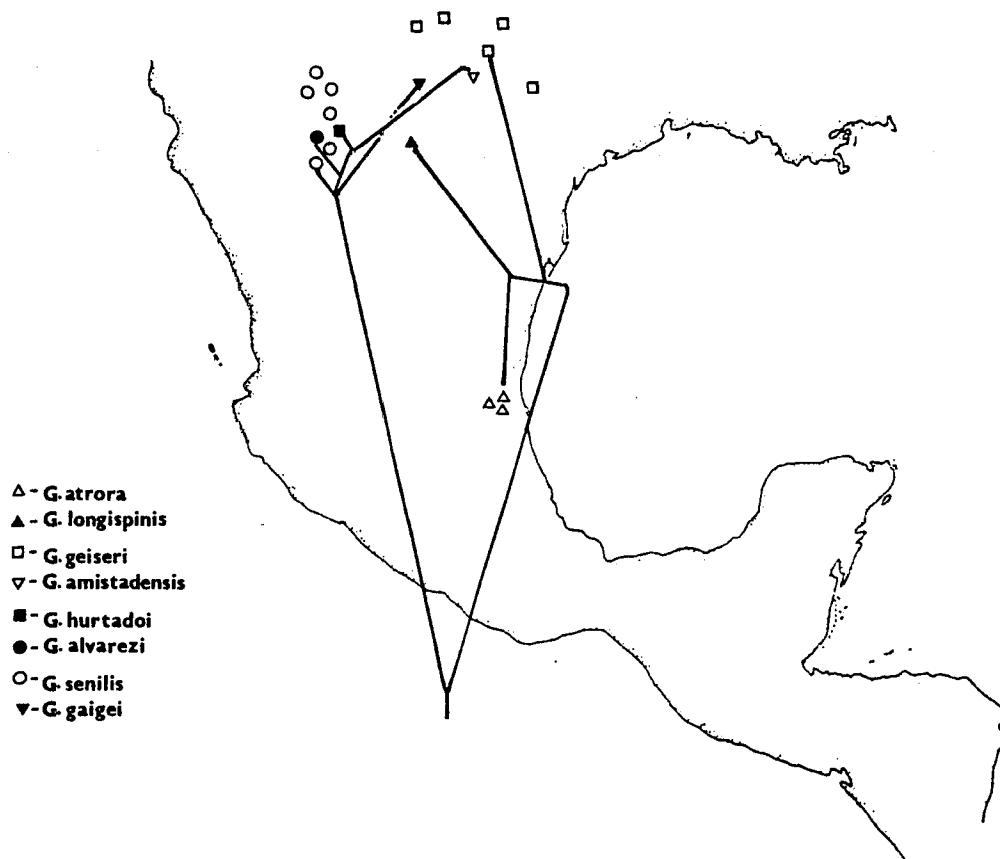 △ - G. atrora
▲ - G. longispinis
□ - G. geiseri
▽ - G. amistadensis
■ - G. hurtadoi
● - G. alvarezi
○ - G. senilis
▼ - G. gaigei